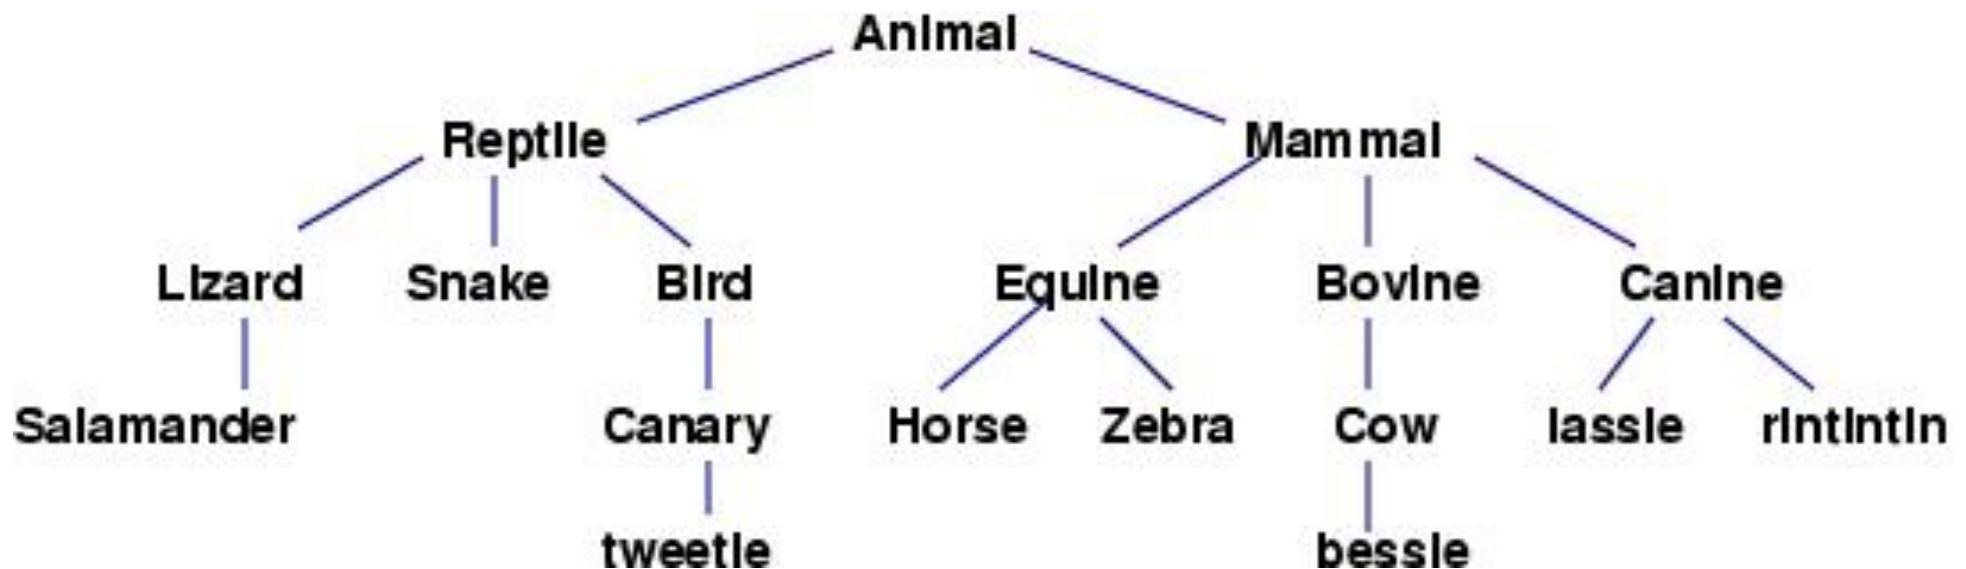 Animal
Reptile Mammal
Lizard Snake Bird Equine Bovine Canine
Salamander Canary Horse Zebra Cow lassie rintintin
tweetie bessie